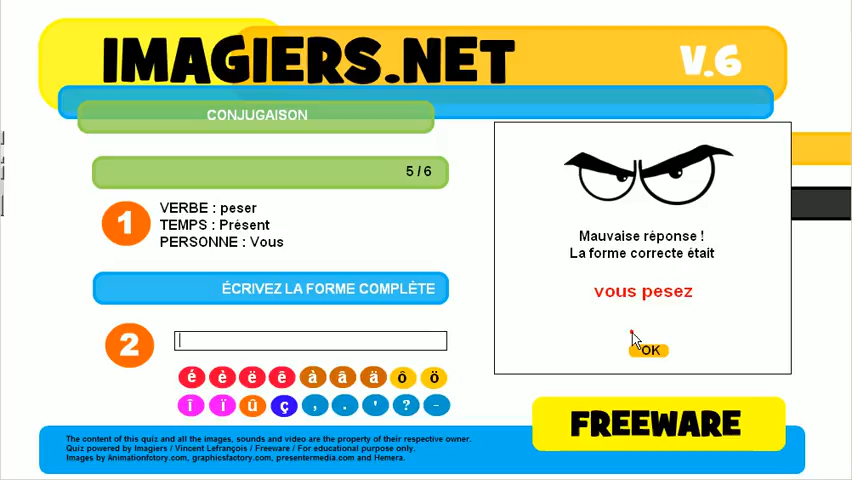 IMAGIERS.NET
V.6
CONJUGAISON
5 / 6
1
VERBE : peser
TEMPS : Présent
PERSONNE : Vous
Mauvaise réponse !
La forme correcte était
vous pesez
OK
ÉCRIVEZ LA FORME COMPLÈTE
2
é è ë ê à â ä ô ö
î ï û ç , . ' ? -
FREEWARE
The content of this quiz and all the images, sounds and video are the property of their respective owner.
Quiz powered by Imagiers / Vincent Lefrançois / Freeware / For educational purpose only.
Images by Animationfctory.com, graphicsfactory.com, presentermedia.com and Hemera.